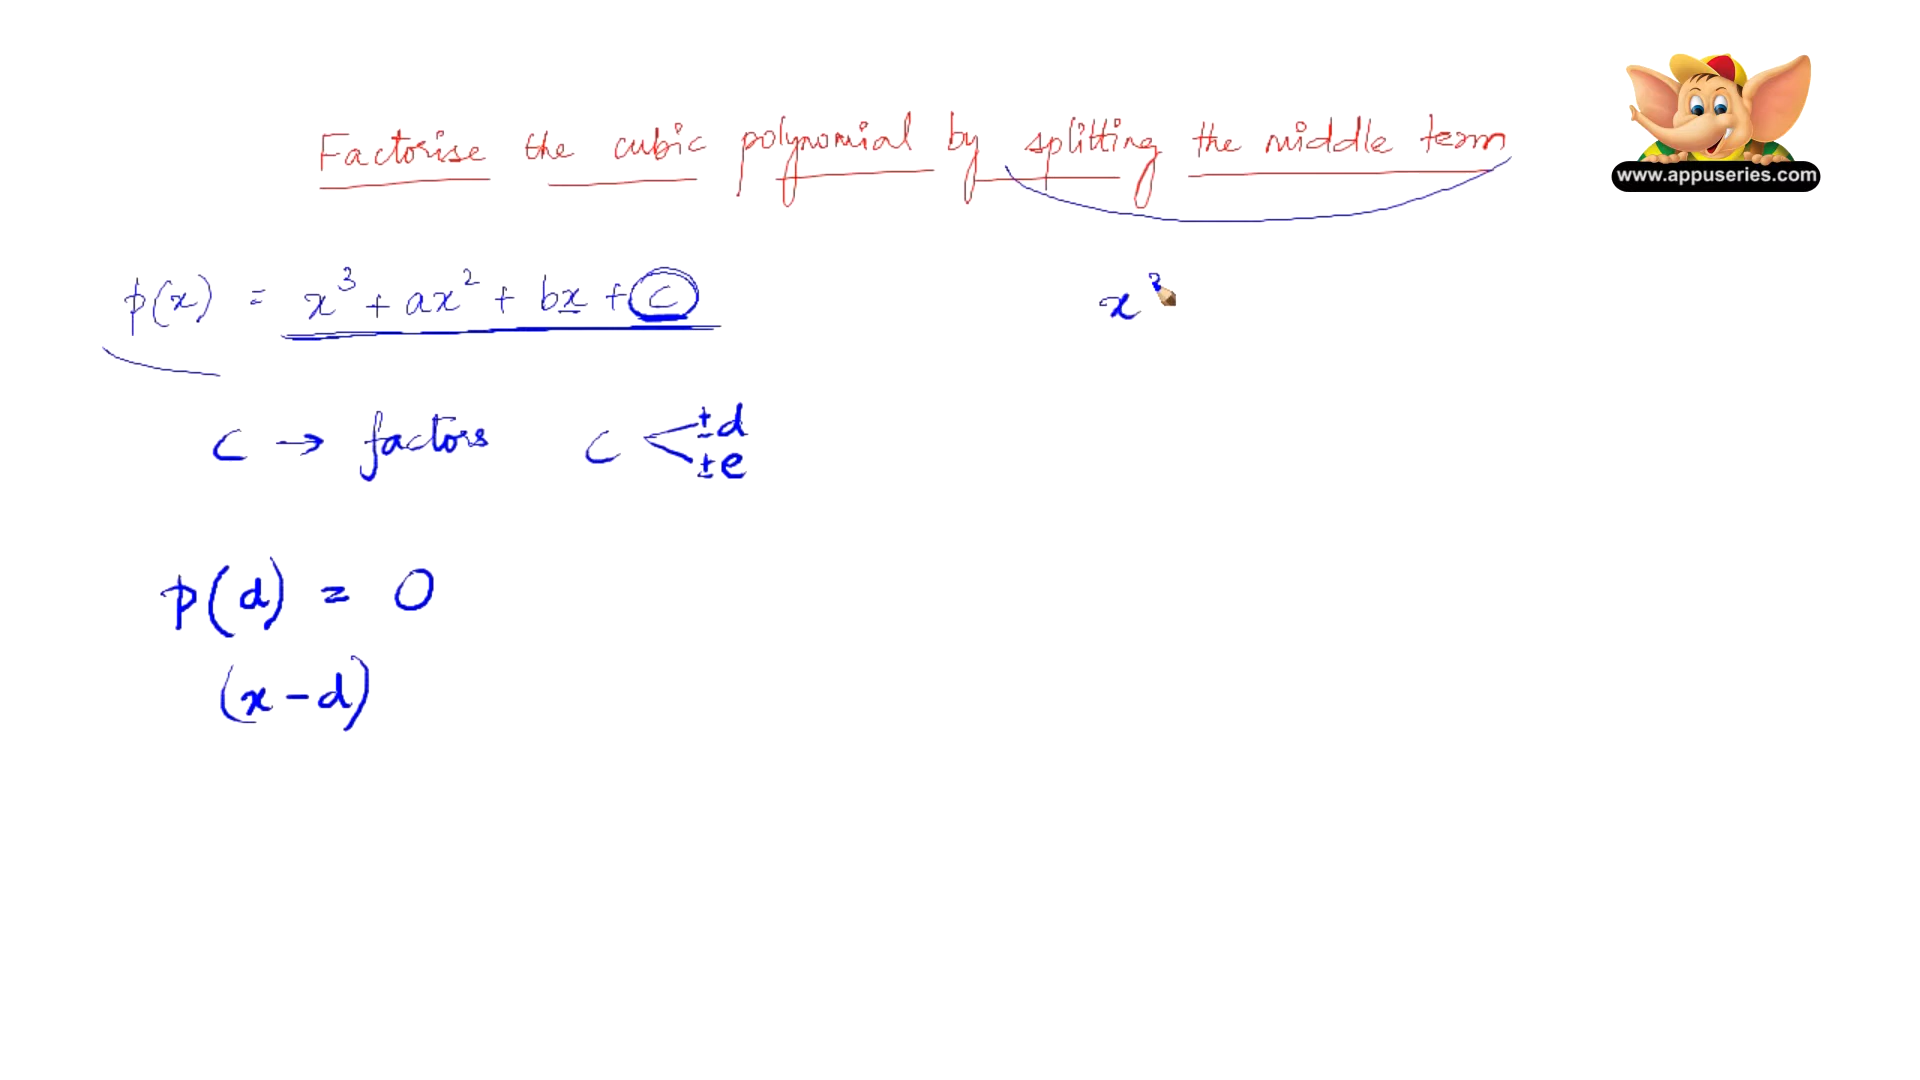 Factorise the cubic polynomial by splitting the middle term
www.appuseries.com
p(x) = x³ + ax² + bx + c
x³
c → factors c < ±d ±e
p(d) = 0
(x - d)